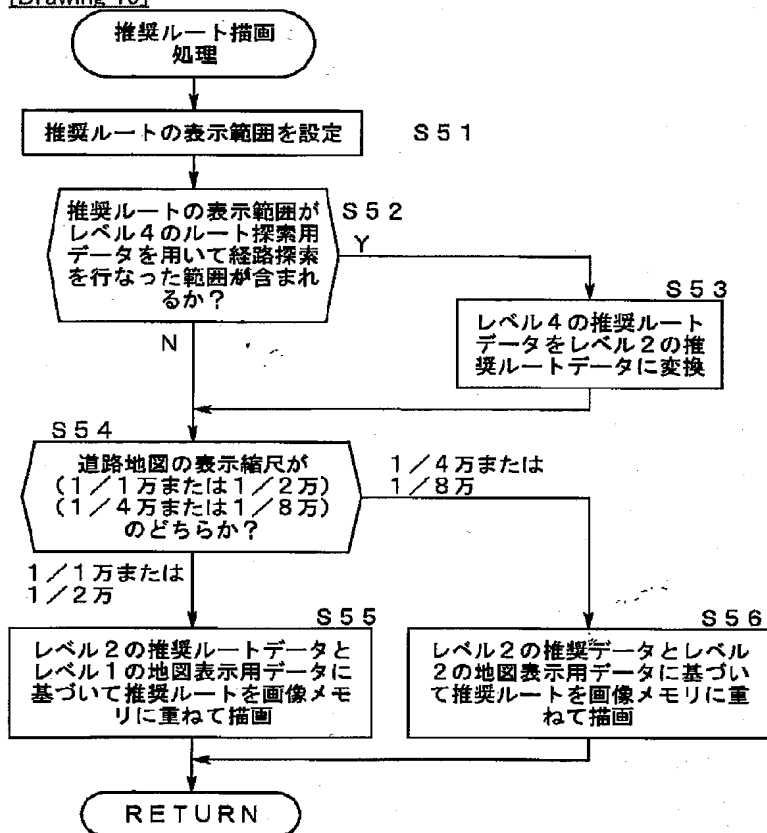 [Drawing 10]
推奨ルート描画
処理
推奨ルートの表示範囲を設定
S51
推奨ルートの表示範囲が
レベル4のルート探索用
データを用いて経路探索
を行なった範囲が含まれ
るか？
S52
Y
N
S53
レベル4の推奨ルート
データをレベル2の推
奨ルートデータに変換
S54
道路地図の表示縮尺が
(1／1万または1／2万)
(1／4万または1／8万)
のどちらか？
1／4万または
1／8万
1／1万または
1／2万
S55
レベル2の推奨ルートデータと
レベル1の地図表示用データに
基づいて推奨ルートを画像メモ
リに重ねて描画
S56
レベル2の推奨データとレベル
2の地図表示用データに基づい
て推奨ルートを画像メモリに重
ねて描画
RETURN